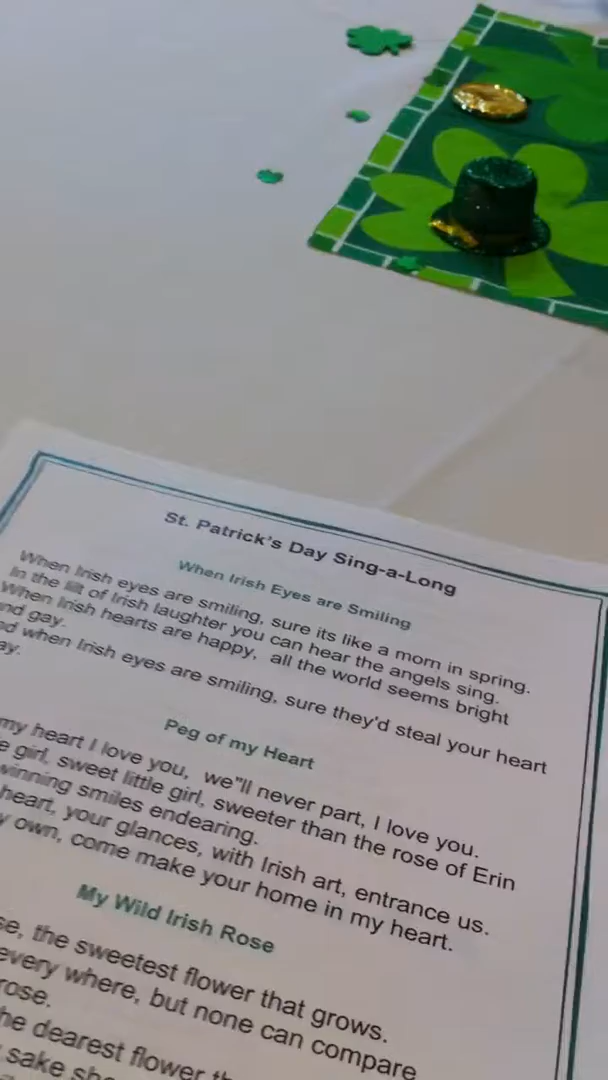 St. Patrick's Day Sing-a-Long
When Irish Eyes are Smiling
When Irish eyes are smiling, sure its like a morn in spring.
In the lilt of Irish laughter you can hear the angels sing.
When Irish hearts are happy, all the world seems bright
nd gay.
nd when Irish eyes are smiling, sure they'd steal your heart
ay.
Peg of my Heart
my heart I love you, we"ll never part, I love you.
e girl, sweet little girl, sweeter than the rose of Erin
winning smiles endearing.
heart, your glances, with Irish art, entrance us.
y own, come make your home in my heart.
My Wild Irish Rose
se, the sweetest flower that grows.
every where, but none can compare
rose.
he dearest flower th
sake sh